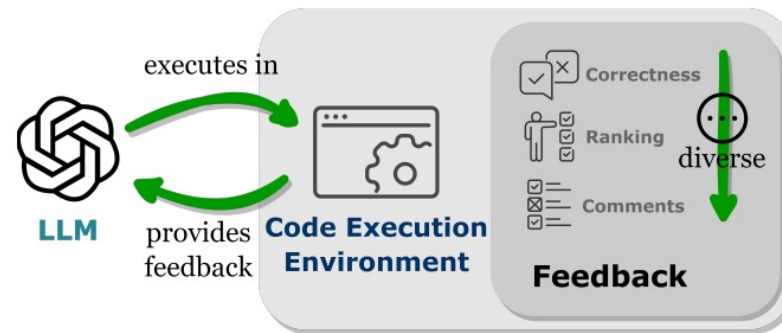 executes in
LLM
provides
feedback
Code Execution
Environment
Correctness
Ranking
diverse
Comments
Feedback